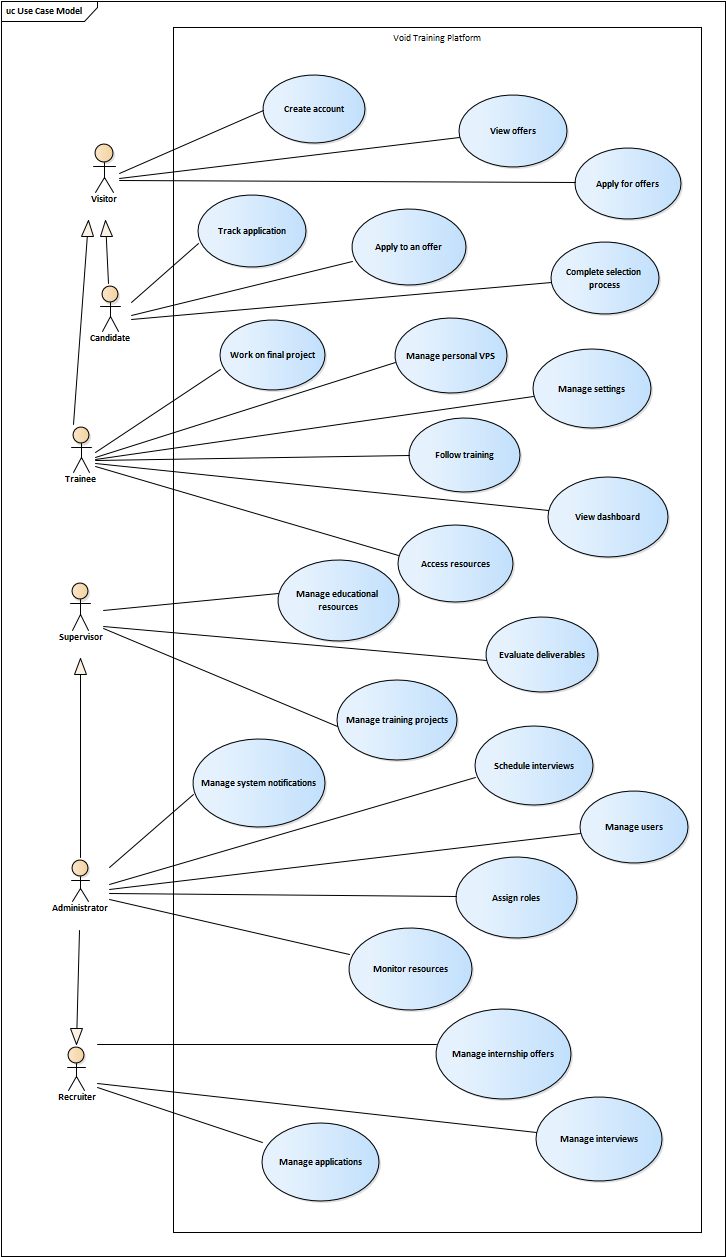 uc Use Case Model
Void Training Platform
Create account
View offers
Visitor
Apply for offers
Track application
Apply to an offer
Complete selection
process
Candidate
Work on final project
Manage personal VPS
Manage settings
Follow training
Trainee
View dashboard
Access resources
Manage educational
resources
Supervisor
Evaluate deliverables
Manage training projects
Schedule interviews
Manage system notifications
Manage users
Assign roles
Administrator
Monitor resources
Manage internship offers
Recruiter
Manage interviews
Manage applications